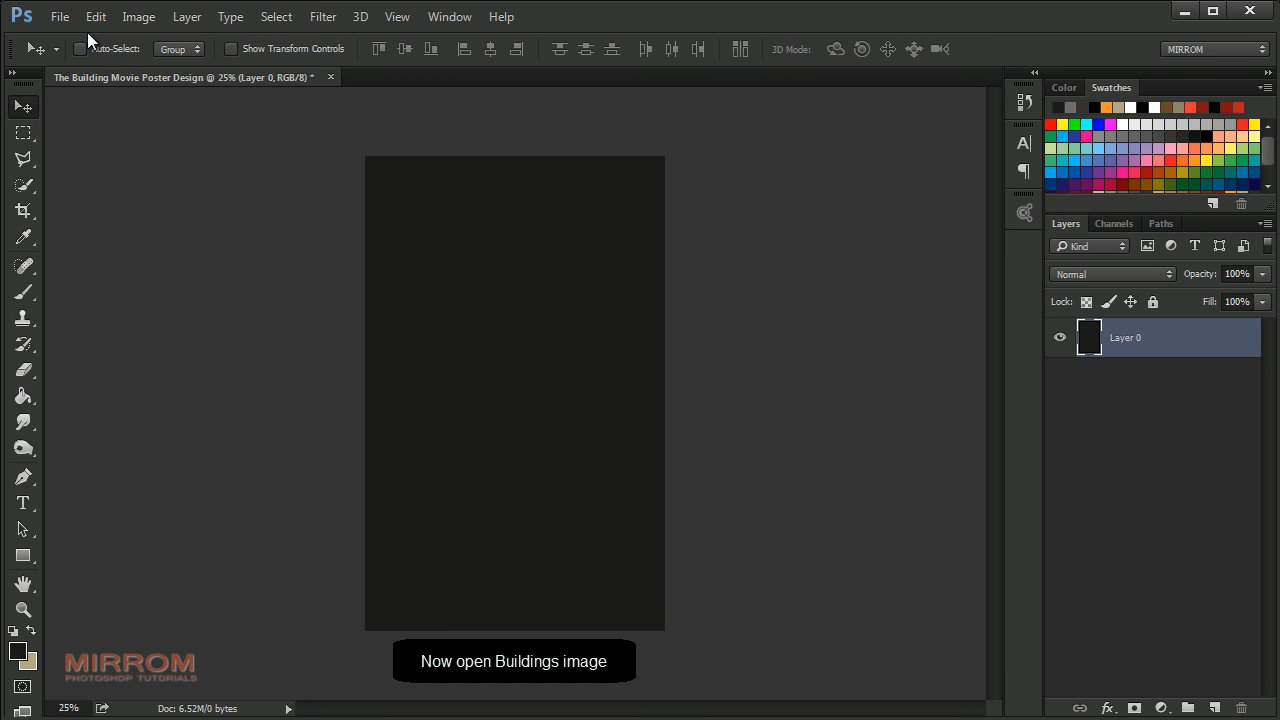 Ps File Edit Image Layer Type Select Filter 3D View Window Help
Auto-Select: Group Show Transform Controls 3D Mode: MIRROM
The Building Movie Poster Design @ 25% (Layer 0, RGB/8) *
Color Swatches
Layers Channels Paths
Kind
Normal Opacity: 100%
Lock: Fill: 100%
Layer 0
Now open Buildings image
MIRROM
PHOTOSHOP TUTORIALS
25% Doc: 6.52M/0 bytes